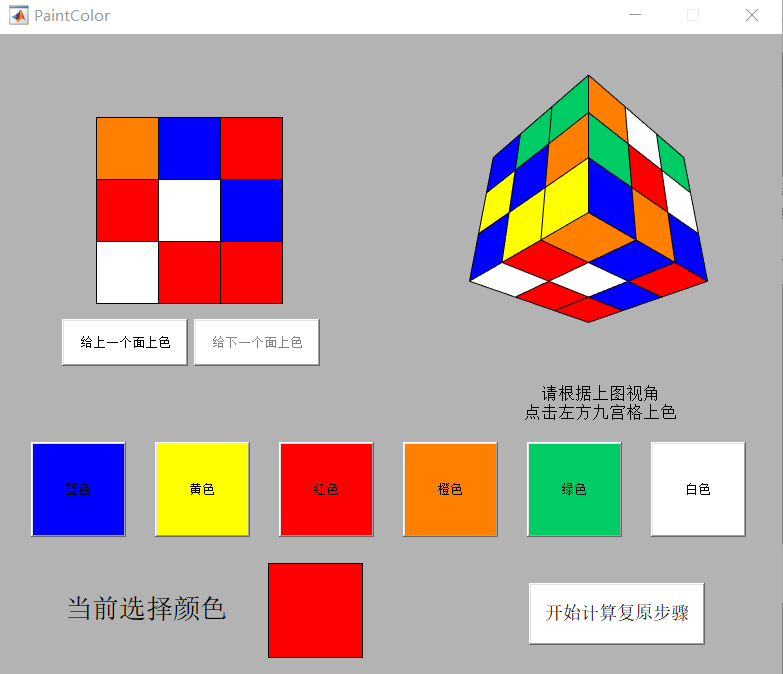 PaintColor
给上一个面上色
给下一个面上色
请根据上图视角
点击左方九宫格上色
蓝色
黄色
红色
橙色
绿色
白色
当前选择颜色
开始计算复原步骤